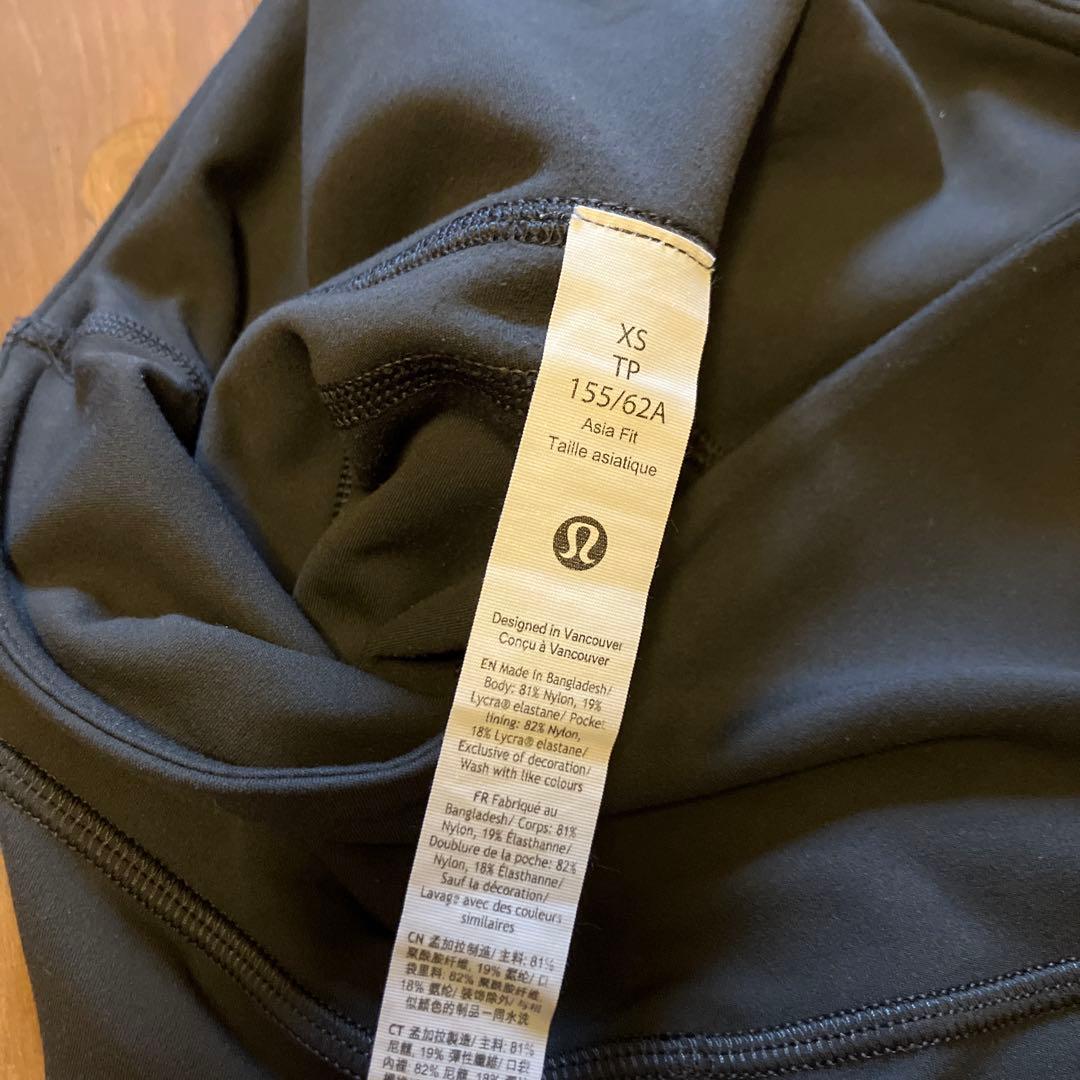 XS
TP
155/62A
Asia Fit
Taille asiatique
Designed in Vancouver
Conçu à Vancouver
EN Made in Bangladesh/
Body: 81% Nylon, 19%
Lycra® elastane/ Pocket
lining: 82% Nylon,
18% Lycra® elastane/
Exclusive of decoration/
Wash with like colours
FR Fabriqué au
Bangladesh/ Corps: 81%
Nylon, 19% Élasthanne/
Doublure de la poche: 82%
Nylon, 18% Élasthanne/
Sauf la décoration/
Lavage avec des couleurs
similaires
CN 孟加拉制造/ 主料: 81%
聚酰胺纤维, 19% 氨纶/ 口
袋里料: 82% 聚酰胺纤维,
18% 氨纶/ 装饰除外/ 与相
似颜色的制品一同水洗
CT 孟加拉製造/ 主料: 81%
尼龍, 19% 彈性纖維/ 口袋
內裡: 82% 尼龍, 18%